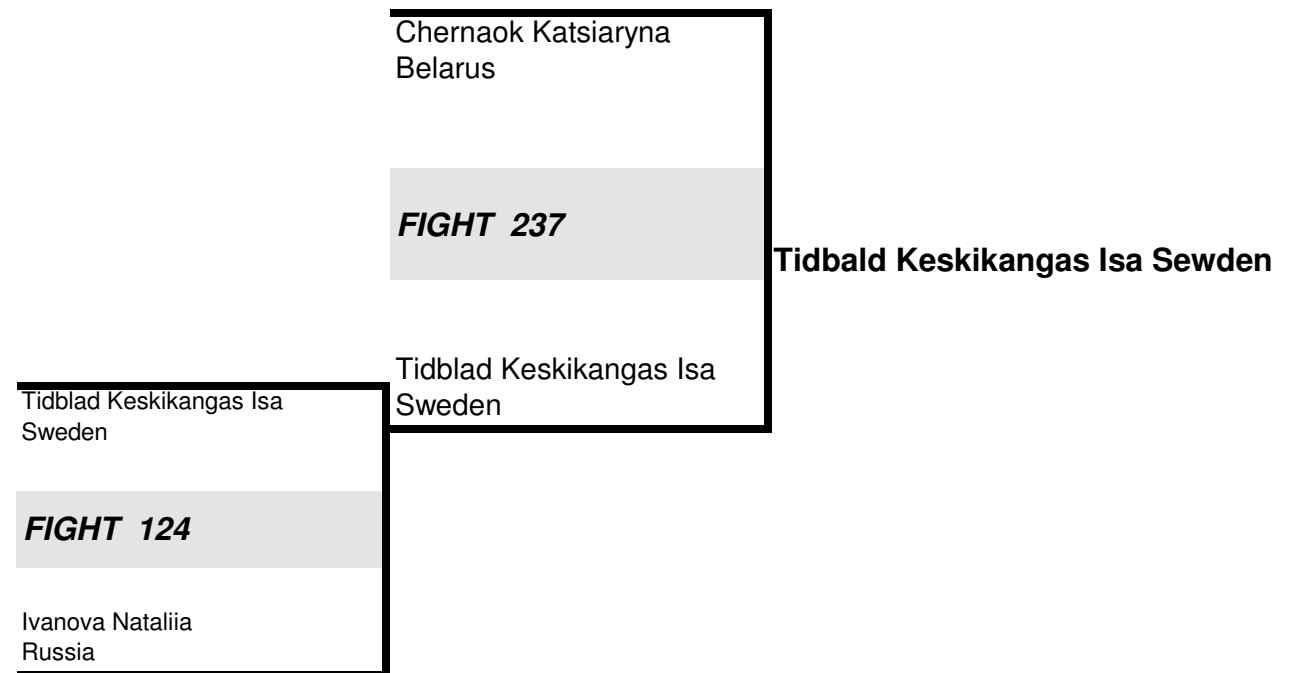 Chernaok Katsiaryna
Belarus
FIGHT 237
Tidbald Keskikangas Isa Sewden
Tidblad Keskikangas Isa
Sweden
Tidblad Keskikangas Isa
Sweden
FIGHT 124
Ivanova Nataliia
Russia